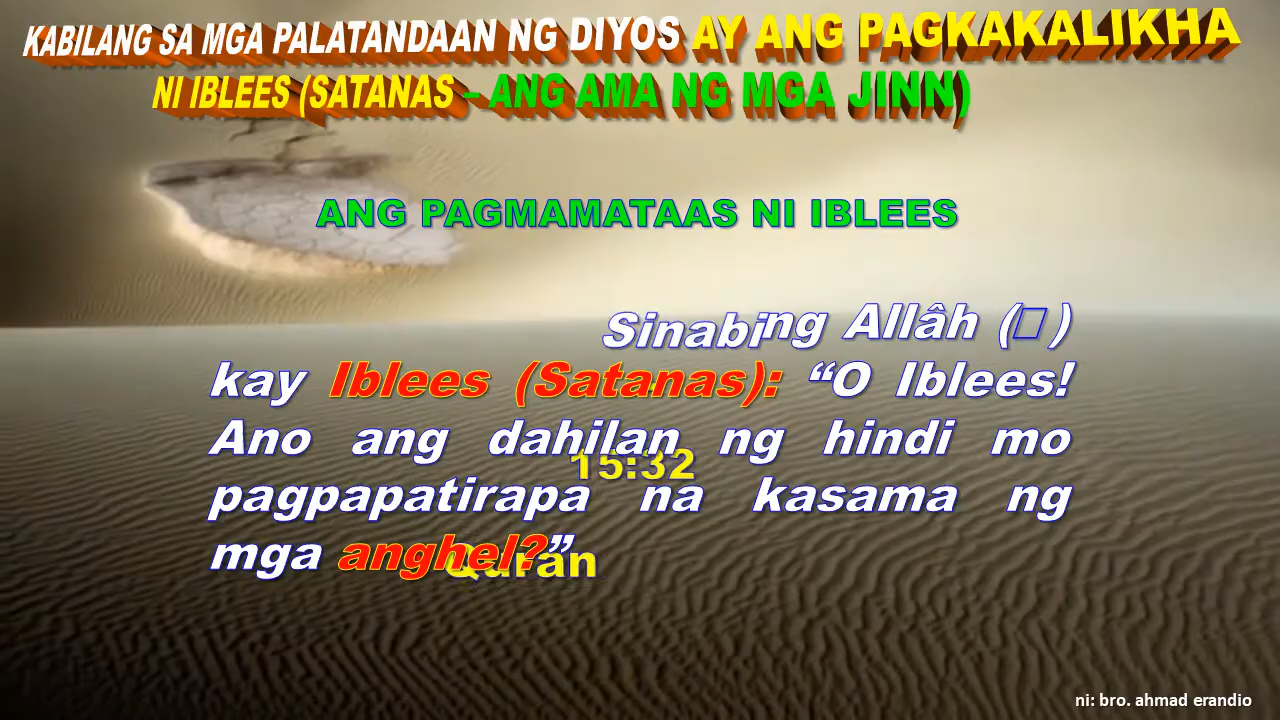 KABILANG SA MGA PALATANDAAN NG DIYOS AY ANG PAGKAKALIKHA
NI IBLEES (SATANAS – ANG AMA NG MGA JINN)
ANG PAGMAMATAAS NI IBLEES
Sinabi ng Allâh (□)
kay Iblees (Satanas): “O Iblees!
Ano ang dahilan ng hindi mo
pagpapatirapa na kasama ng
mga anghel?”
15:32
Quran
ni: bro. ahmad erandio